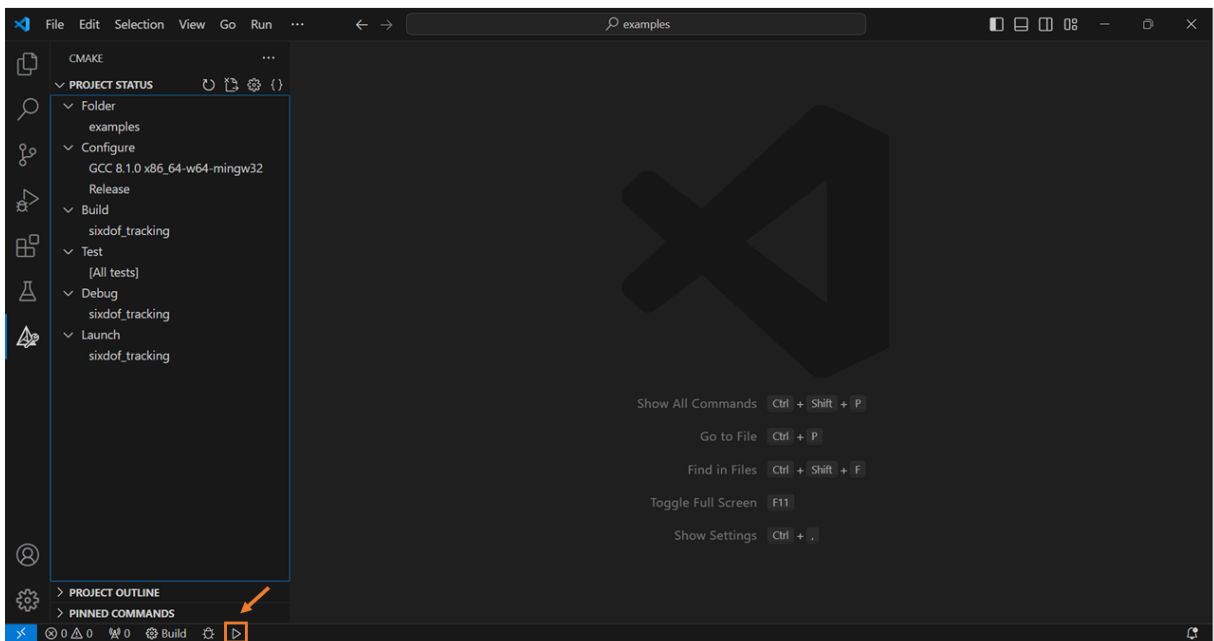 File Edit Selection View Go Run ...
examples
CMAKE
PROJECT STATUS
Folder
examples
Configure
GCC 8.1.0 x86_64-w64-mingw32
Release
Build
sixdof_tracking
Test
[All tests]
Debug
sixdof_tracking
Launch
sixdof_tracking
Show All Commands Ctrl + Shift + P
Go to File Ctrl + P
Find in Files Ctrl + Shift + F
Toggle Full Screen F11
Show Settings Ctrl + ,
PROJECT OUTLINE
PINNED COMMANDS
0 0 0 Build